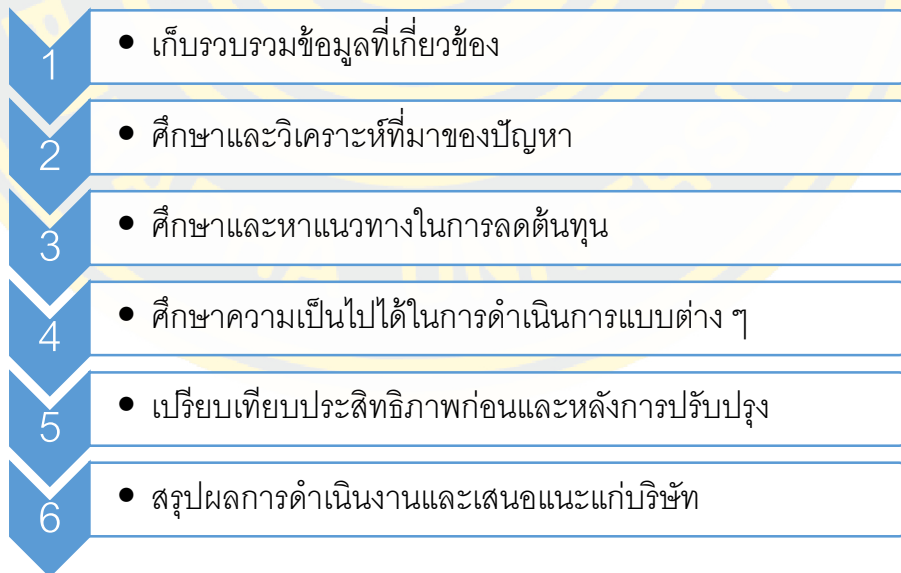 1 • เก็บรวบรวมข้อมูลที่เกี่ยวข้อง
2 • ศึกษาและวิเคราะห์ที่มาของปัญหา
3 • ศึกษาและหาแนวทางในการลดต้นทุน
4 • ศึกษาความเป็นไปได้ในการดำเนินการแบบต่าง ๆ
5 • เปรียบเทียบประสิทธิภาพก่อนและหลังการปรับปรุง
6 • สรุปผลการดำเนินงานและเสนอแนะแก่บริษัท